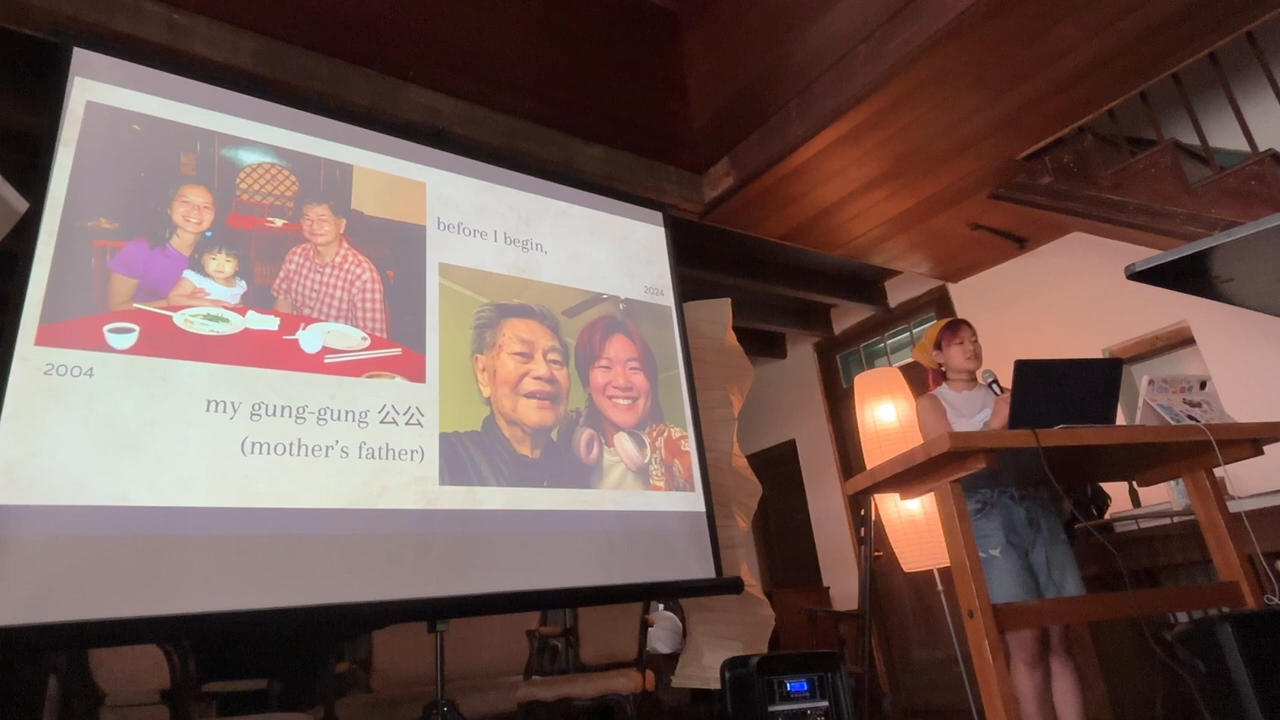 before I begin,
2024
2004
my gung-gung 公公
(mother's father)